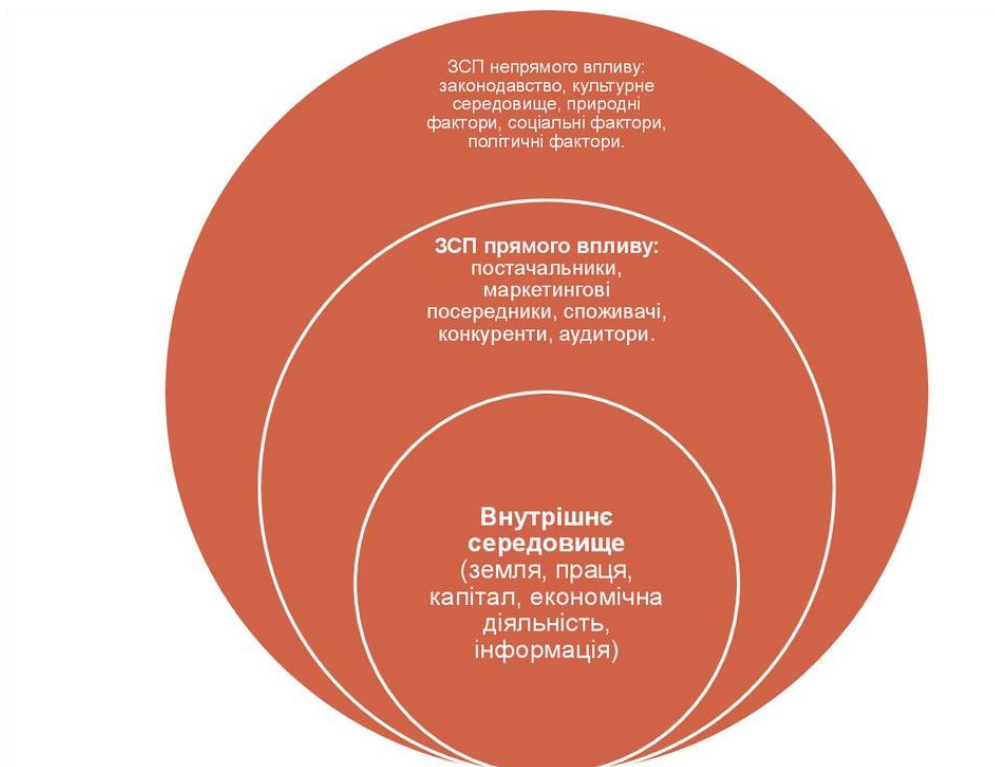 ЗСП непрямого впливу:
законодавство, культурне
середовище, природні
фактори, соціальні фактори,
політичні фактори.
ЗСП прямого впливу:
постачальники,
маркетингові
посередники, споживачі,
конкуренти, аудитори.
Внутрішнє
середовище
(земля, праця,
капітал, економічна
діяльність,
інформація)